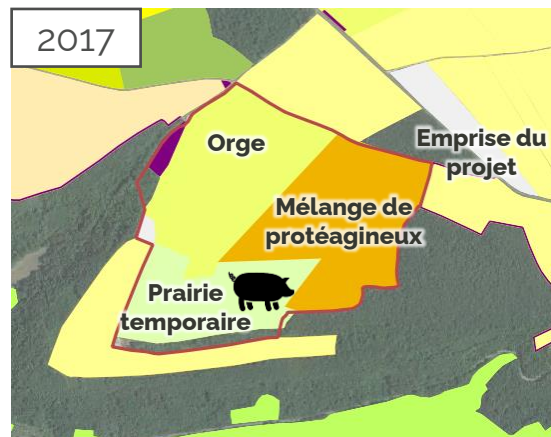 2017
Orge
Emprise du
projet
Mélange de
protéagineux
Prairie
temporaire